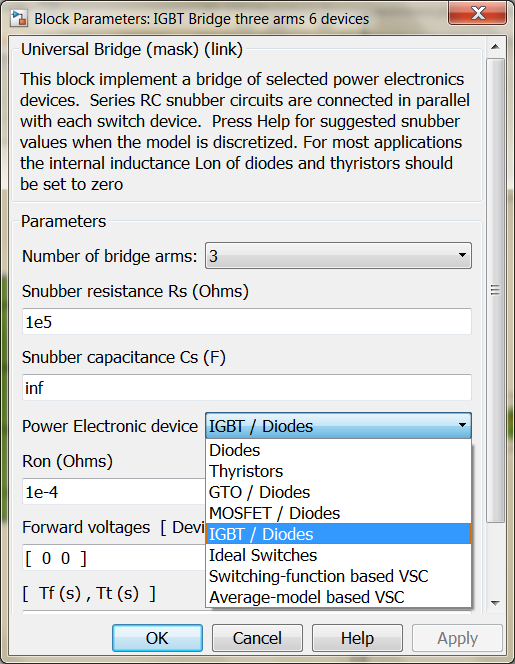 Block Parameters: IGBT Bridge three arms 6 devices
Universal Bridge (mask) (link)
This block implement a bridge of selected power electronics
devices. Series RC snubber circuits are connected in parallel
with each switch device. Press Help for suggested snubber
values when the model is discretized. For most applications
the internal inductance Lon of diodes and thyristors should
be set to zero
Parameters
Number of bridge arms: 3
Snubber resistance Rs (Ohms)
1e5
Snubber capacitance Cs (F)
inf
Power Electronic device IGBT / Diodes
Diodes
Thyristors
GTO / Diodes
MOSFET / Diodes
IGBT / Diodes
Ideal Switches
Switching-function based VSC
Average-model based VSC
Ron (Ohms)
1e-4
Forward voltages [ Devi
[ 0 0 ]
[ Tf (s) , Tt (s) ]
OK Cancel Help Apply